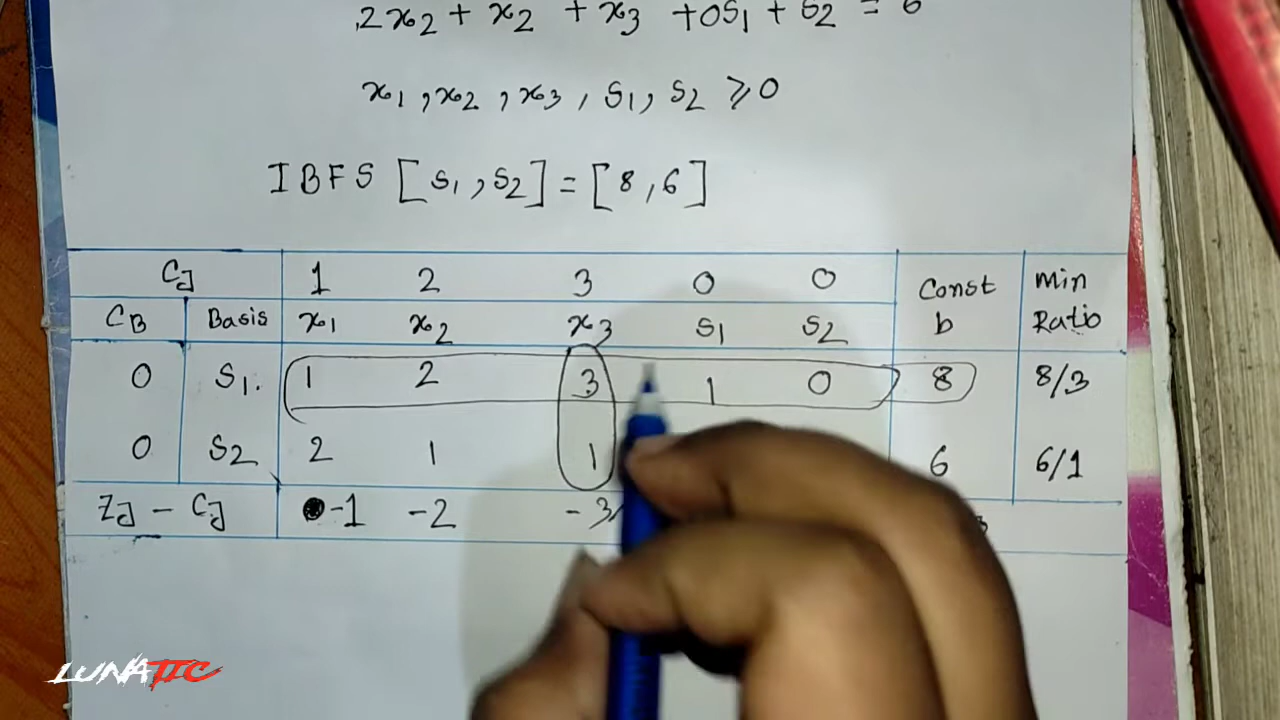 2x2 + x2 + x3 + 0s1 + s2 = 6
x1, x2, x3, s1, s2 ≥ 0
IBFS [s1, s2] = [8, 6]
CJ 1 2 3 0 0 Const b Min Ratio
CB Basis x1 x2 x3 s1 s2
0 S1. 1 2 3 1 0 8 8/3
0 S2 2 1 1 6 6/1
ZJ - CJ -1 -2 -3
LUNATIC